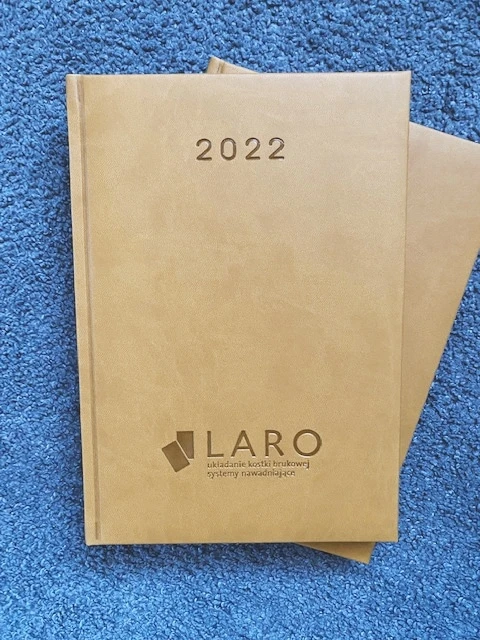 2022
LARO
układanie kostki brukowej
systemy nawadniające